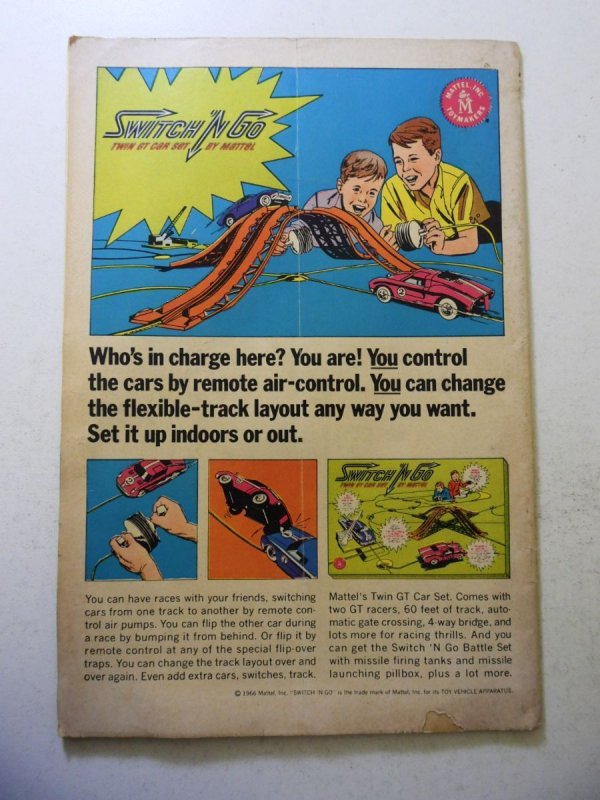 SWITCH 'N GO
TWIN GT CAR SET BY MATTEL
MATTEL, INC.
M
TOYMAKERS
2
Who's in charge here? You are! You control
the cars by remote air-control. You can change
the flexible-track layout any way you want.
Set it up indoors or out.
SWITCH 'N GO
TWIN GT CAR SET BY MATTEL
You can have races with your friends, switching
cars from one track to another by remote con-
trol air pumps. You can flip the other car during
a race by bumping it from behind. Or flip it by
remote control at any of the special flip-over
traps. You can change the track layout over and
over again. Even add extra cars, switches, track.
Mattel's Twin GT Car Set. Comes with
two GT racers, 60 feet of track, auto-
matic gate crossing, 4-way bridge, and
lots more for racing thrills. And you
can get the Switch 'N Go Battle Set
with missile firing tanks and missile
launching pillbox, plus a lot more.
© 1966 Mattel, Inc. "SWITCH 'N GO" is the trade mark of Mattel, Inc. for its TOY VEHICLE APPARATUS.